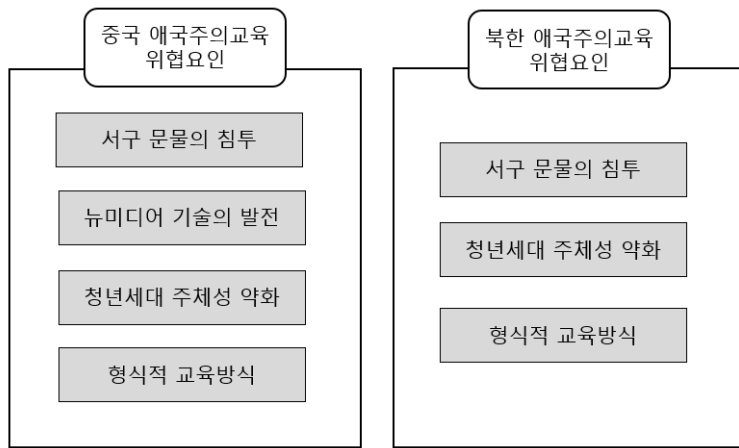 중국 애국주의교육
위협요인
서구 문물의 침투
뉴미디어 기술의 발전
청년세대 주체성 약화
형식적 교육방식
북한 애국주의교육
위협요인
서구 문물의 침투
청년세대 주체성 약화
형식적 교육방식